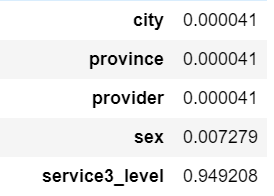 city 0.000041
province 0.000041
provider 0.000041
sex 0.007279
service3_level 0.949208